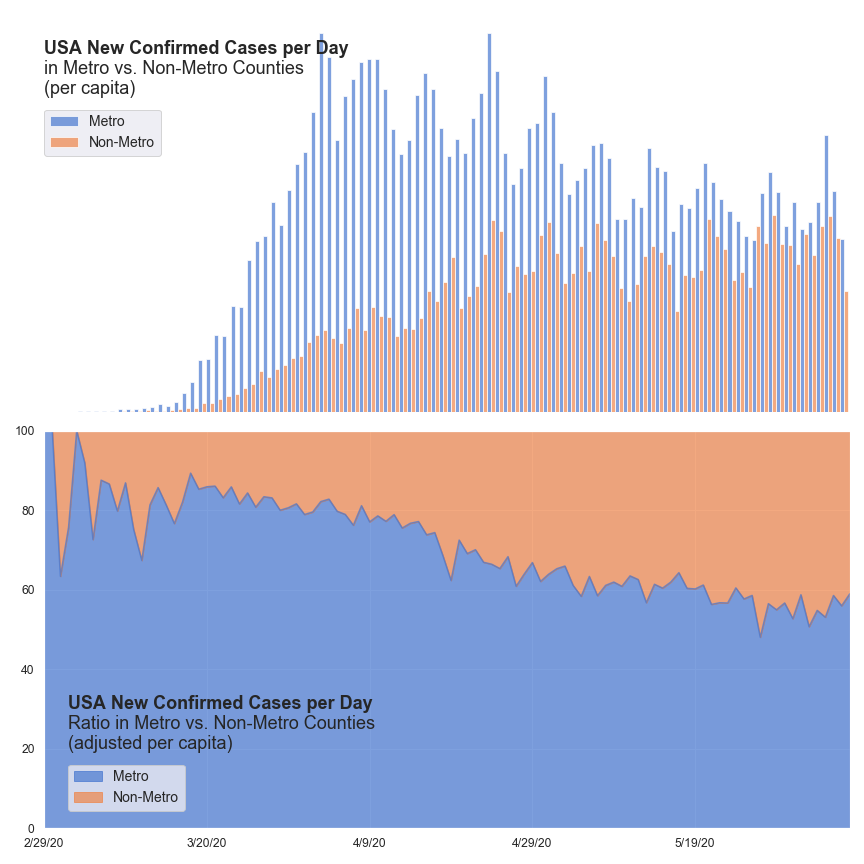 USA New Confirmed Cases per Day
in Metro vs. Non-Metro Counties
(per capita)
Metro
Non-Metro
100
80
60
40
20
0
USA New Confirmed Cases per Day
Ratio in Metro vs. Non-Metro Counties
(adjusted per capita)
Metro
Non-Metro
2/29/20 3/20/20 4/9/20 4/29/20 5/19/20